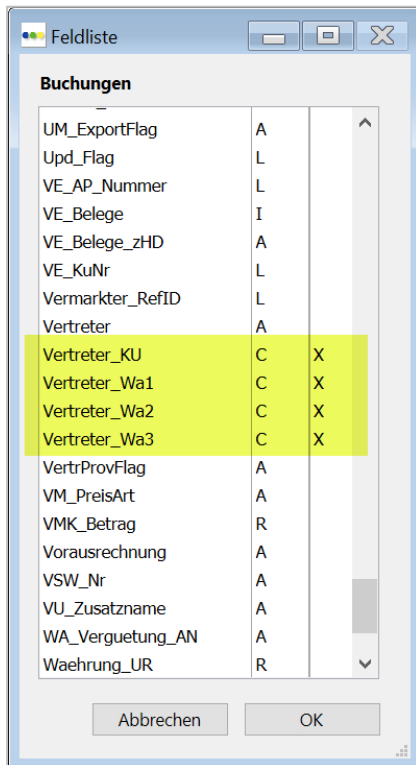 Feldliste
Buchungen
UM_ExportFlag A
Upd_Flag L
VE_AP_Nummer L
VE_Belege I
VE_Belege_zHD A
VE_KuNr L
Vermarkter_RefID L
Vertreter A
Vertreter_KU C X
Vertreter_Wa1 C X
Vertreter_Wa2 C X
Vertreter_Wa3 C X
VertrProvFlag A
VM_PreisArt A
VMK_Betrag R
Vorausrechnung A
VSW_Nr A
VU_Zusatzname A
WA_Verguetung_AN A
Waehrung_UR R
Abbrechen OK